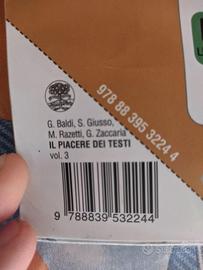 978 88 395 3224 4
G. Baldi, S. Giusso,
M. Razetti, G. Zaccaria
IL PIACERE DEI TESTI
vol. 3
9 788839 532244